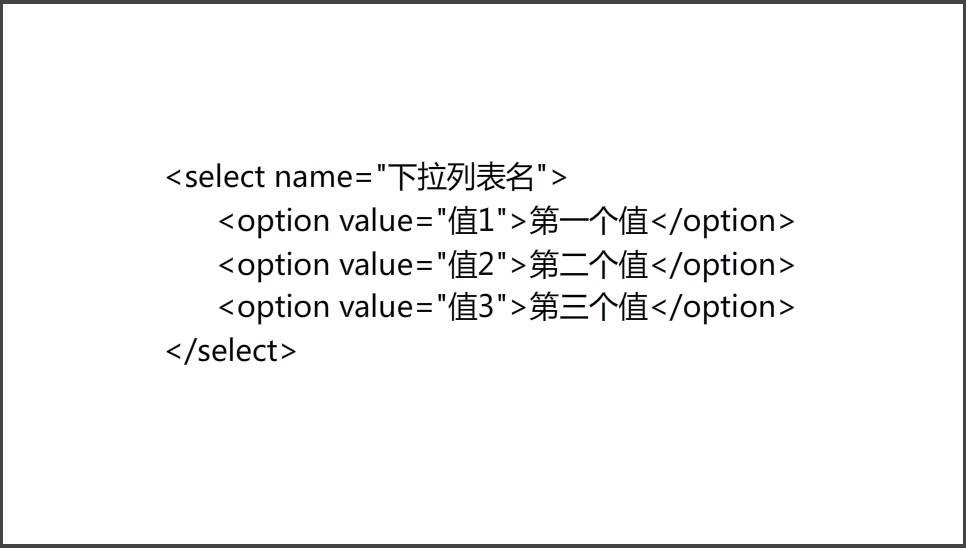 <select name="下拉列表名">
<option value="值1">第一个值</option>
<option value="值2">第二个值</option>
<option value="值3">第三个值</option>
</select>